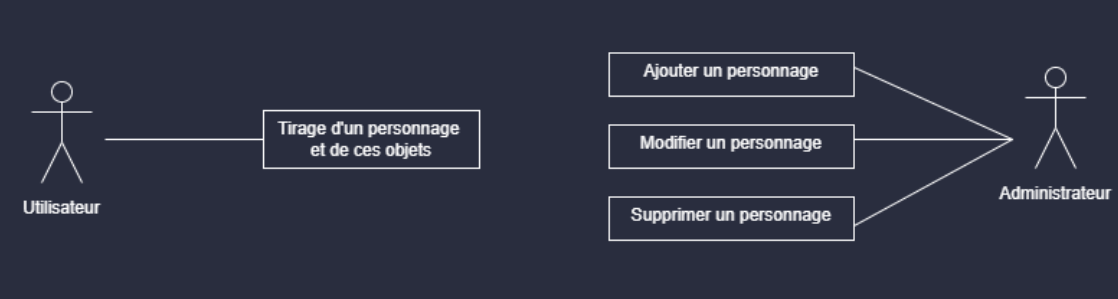 Utilisateur
Tirage d'un personnage
et de ces objets
Ajouter un personnage
Modifier un personnage
Supprimer un personnage
Administrateur